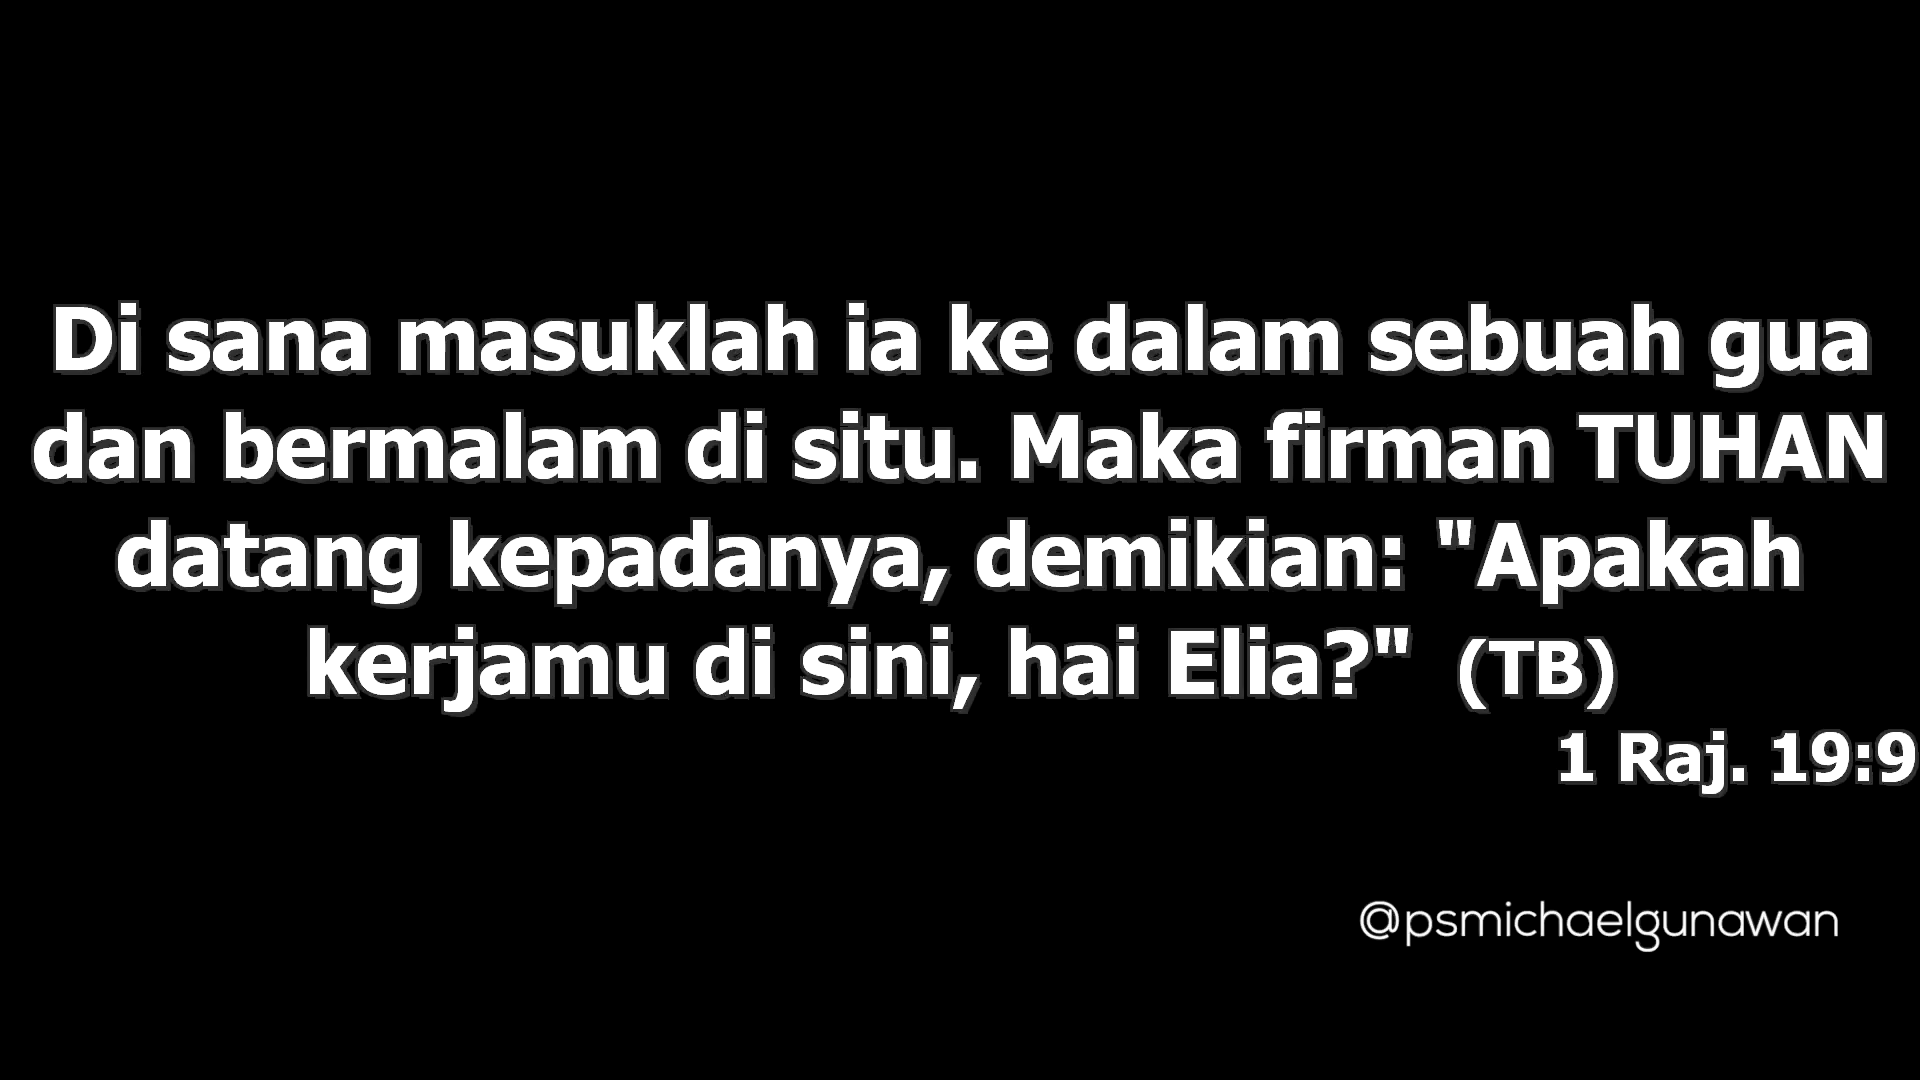 Di sana masuklah ia ke dalam sebuah gua
dan bermalam di situ. Maka firman TUHAN
datang kepadanya, demikian: "Apakah
kerjamu di sini, hai Elia?" (TB)
1 Raj. 19:9
@psmichaelgunawan